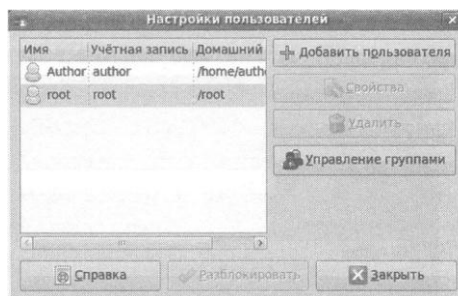 Настройки пользователей
Имя Учётная запись Домашний
Author author /home/auth
root root /root
Добавить пользователя
Свойства
Удалить
Управление группами
Справка Разблокировать Закрыть